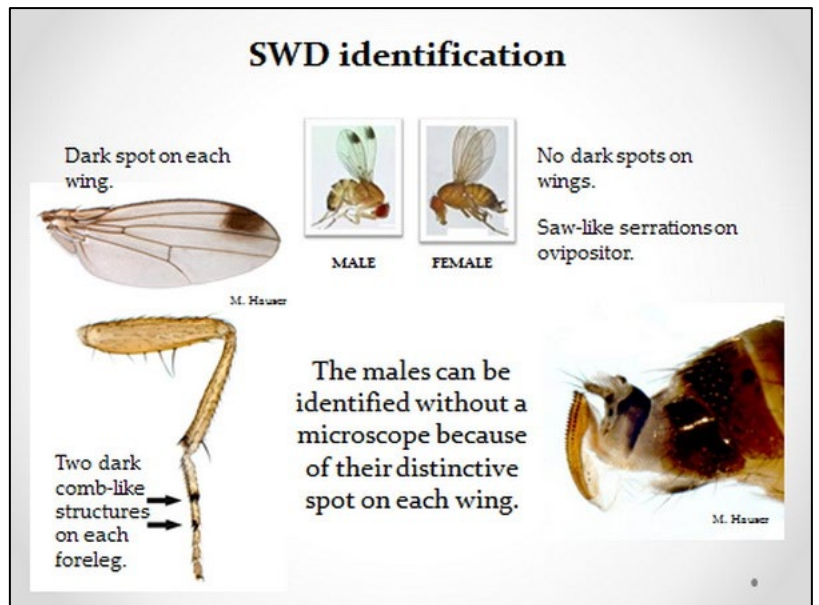 SWD identification
Dark spot on each
wing.
M. Hauser
MALE
FEMALE
No dark spots on
wings.
Saw-like serrations on
ovipositor.
Two dark
comb-like
structures
on each
foreleg.
The males can be
identified without a
microscope because
of their distinctive
spot on each wing.
M. Hauser